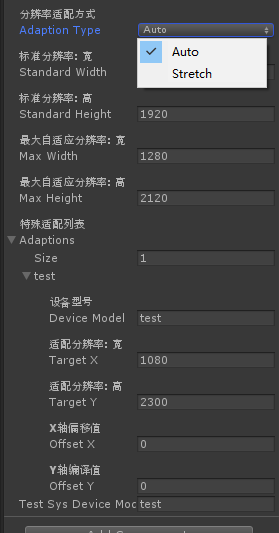 分辨率适配方式
Adaption Type Auto
Auto
Stretch
标准分辨率: 宽
Standard Width
标准分辨率: 高
Standard Height 1920
最大自适应分辨率: 宽
Max Width 1280
最大自适应分辨率: 高
Max Height 2120
特殊适配列表
Adaptions
Size 1
test
设备型号
Device Model test
适配分辨率: 宽
Target X 1080
适配分辨率: 高
Target Y 2300
X轴偏移值
Offset X 0
Y轴编译值
Offset Y 0
Test Sys Device Moc test